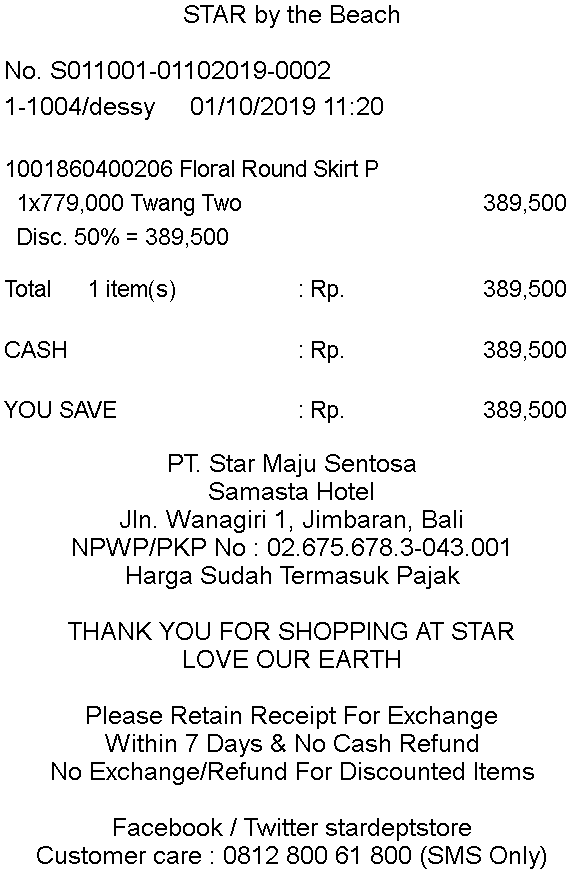 STAR by the Beach
No. S011001-01102019-0002
1-1004/dessy 01/10/2019 11:20
1001860400206 Floral Round Skirt P
1x779,000 Twang Two 389,500
Disc. 50% = 389,500
Total 1 item(s) : Rp. 389,500
CASH : Rp. 389,500
YOU SAVE : Rp. 389,500
PT. Star Maju Sentosa
Samasta Hotel
Jln. Wanagiri 1, Jimbaran, Bali
NPWP/PKP No : 02.675.678.3-043.001
Harga Sudah Termasuk Pajak
THANK YOU FOR SHOPPING AT STAR
LOVE OUR EARTH
Please Retain Receipt For Exchange
Within 7 Days & No Cash Refund
No Exchange/Refund For Discounted Items
Facebook / Twitter stardeptstore
Customer care : 0812 800 61 800 (SMS Only)